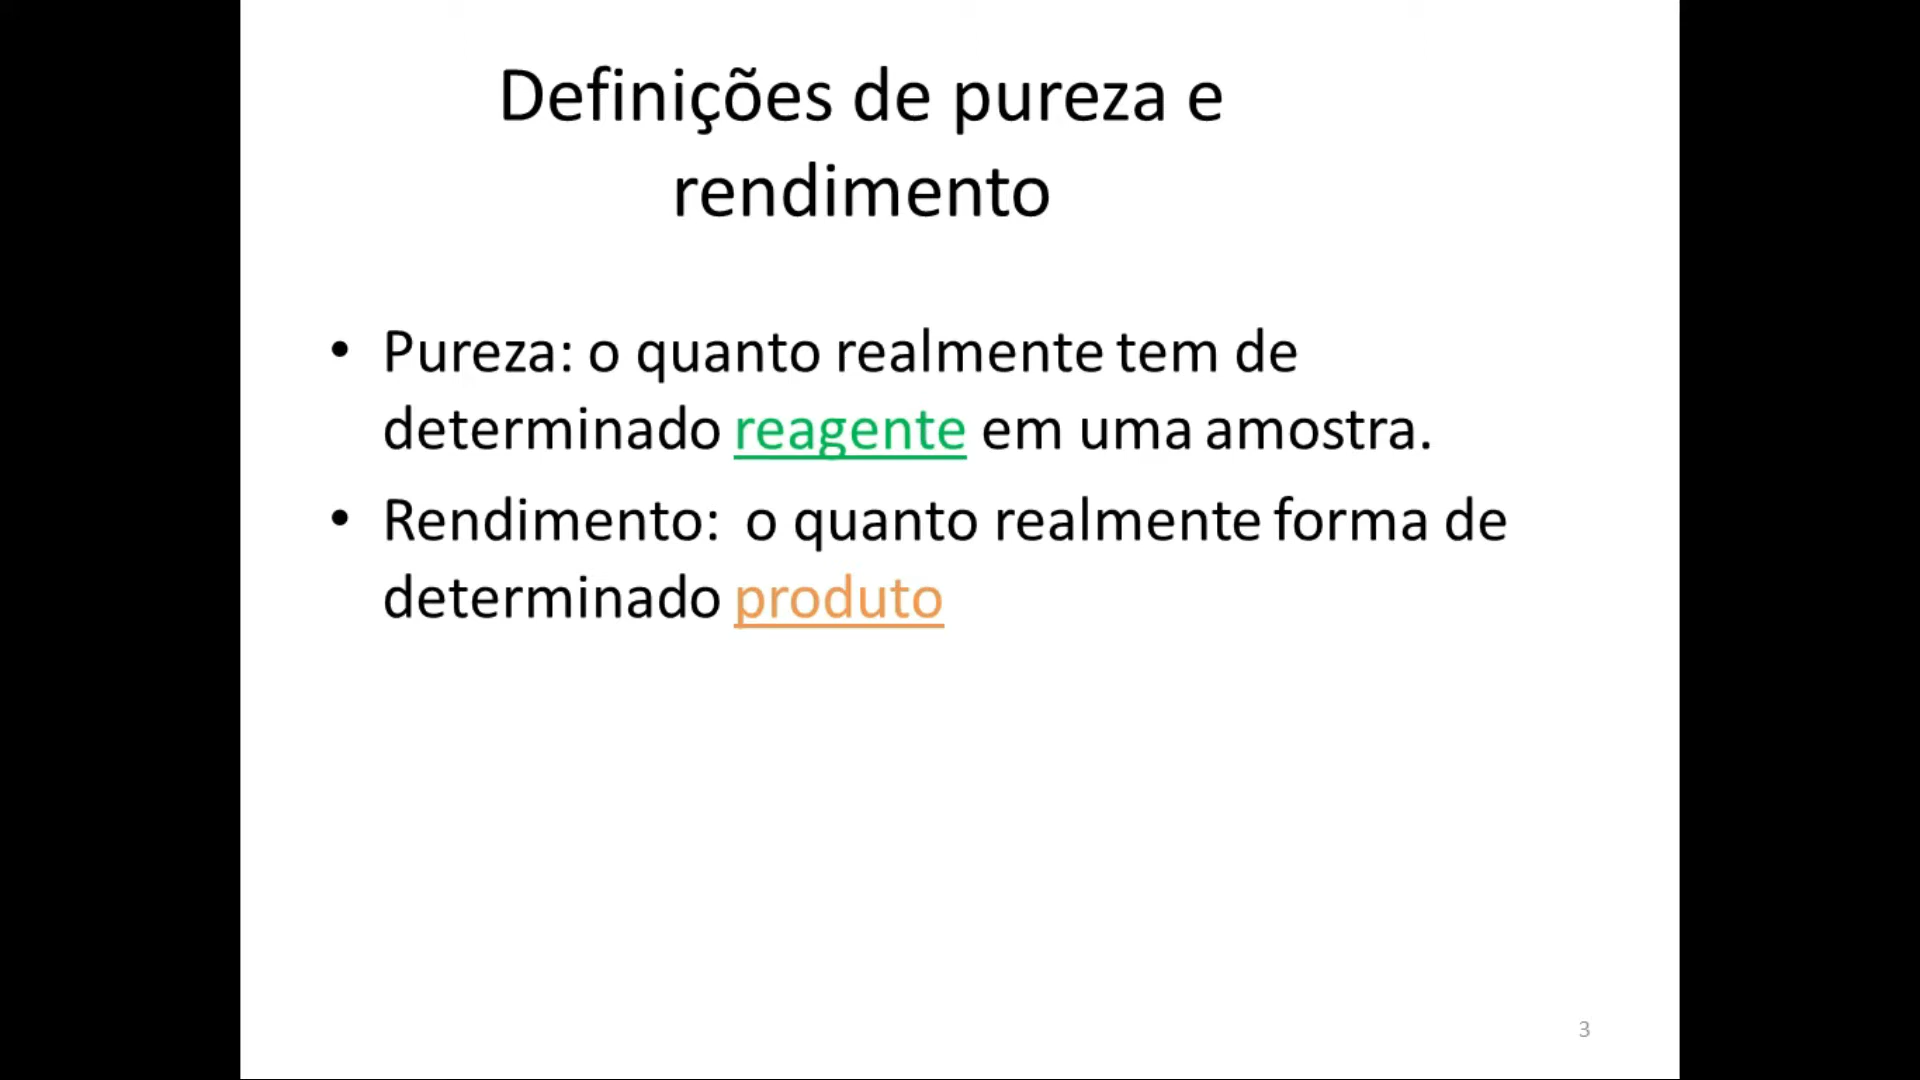 Definições de pureza e
rendimento
• Pureza: o quanto realmente tem de
determinado reagente em uma amostra.
• Rendimento: o quanto realmente forma de
determinado produto
3